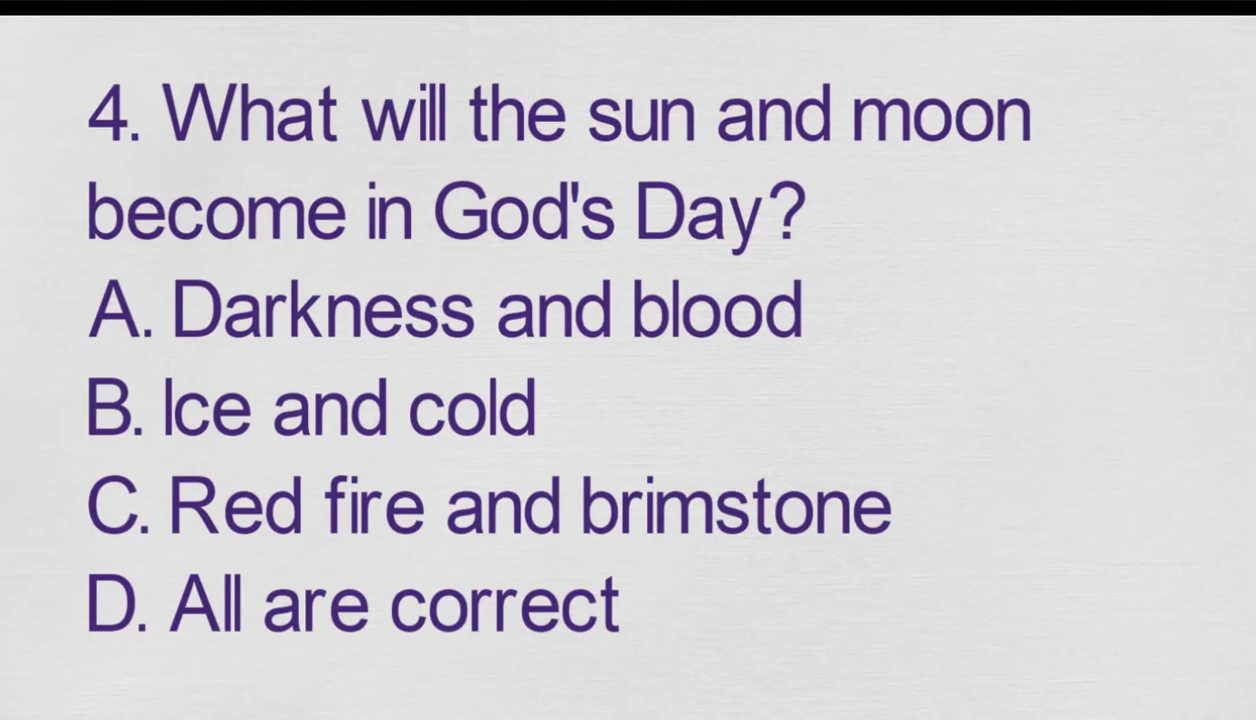 4. What will the sun and moon
become in God's Day?
A. Darkness and blood
B. Ice and cold
C. Red fire and brimstone
D. All are correct